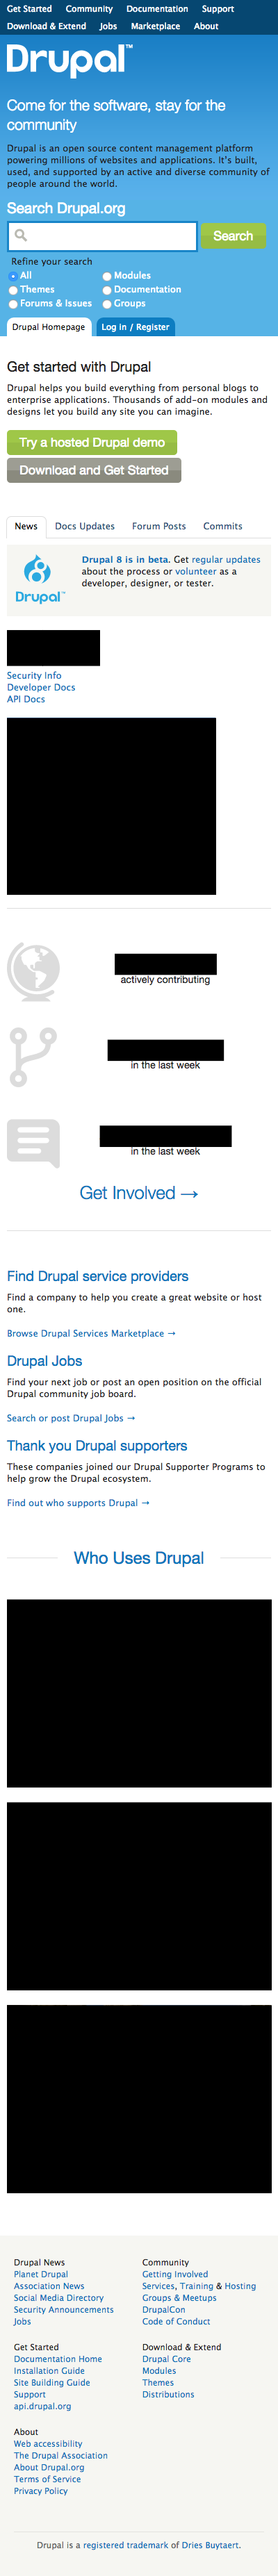 Get Started Community Documentation Support
Download & Extend Jobs Marketplace About
Drupal™
Come for the software, stay for the
community
Drupal is an open source content management platform
powering millions of websites and applications. It's built,
used, and supported by an active and diverse community of
people around the world.
Search Drupal.org
Search
Refine your search
All Modules
Themes Documentation
Forums & Issues Groups
Drupal Homepage Log in / Register
Get started with Drupal
Drupal helps you build everything from personal blogs to
enterprise applications. Thousands of add-on modules and
designs let you build any site you can imagine.
Try a hosted Drupal demo
Download and Get Started
News Docs Updates Forum Posts Commits
Drupal 8 is in beta. Get regular updates
about the process or volunteer as a
developer, designer, or tester.
Drupal™
Security Info
Developer Docs
API Docs
actively contributing
in the last week
in the last week
Get Involved →
Find Drupal service providers
Find a company to help you create a great website or host
one.
Browse Drupal Services Marketplace →
Drupal Jobs
Find your next job or post an open position on the official
Drupal community job board.
Search or post Drupal Jobs →
Thank you Drupal supporters
These companies joined our Drupal Supporter Programs to
help grow the Drupal ecosystem.
Find out who supports Drupal →
Who Uses Drupal
Drupal News
Planet Drupal
Association News
Social Media Directory
Security Announcements
Jobs
Community
Getting Involved
Services, Training & Hosting
Groups & Meetups
DrupalCon
Code of Conduct
Get Started
Documentation Home
Installation Guide
Site Building Guide
Support
api.drupal.org
Download & Extend
Drupal Core
Modules
Themes
Distributions
About
Web accessibility
The Drupal Association
About Drupal.org
Terms of Service
Privacy Policy
Drupal is a registered trademark of Dries Buytaert.